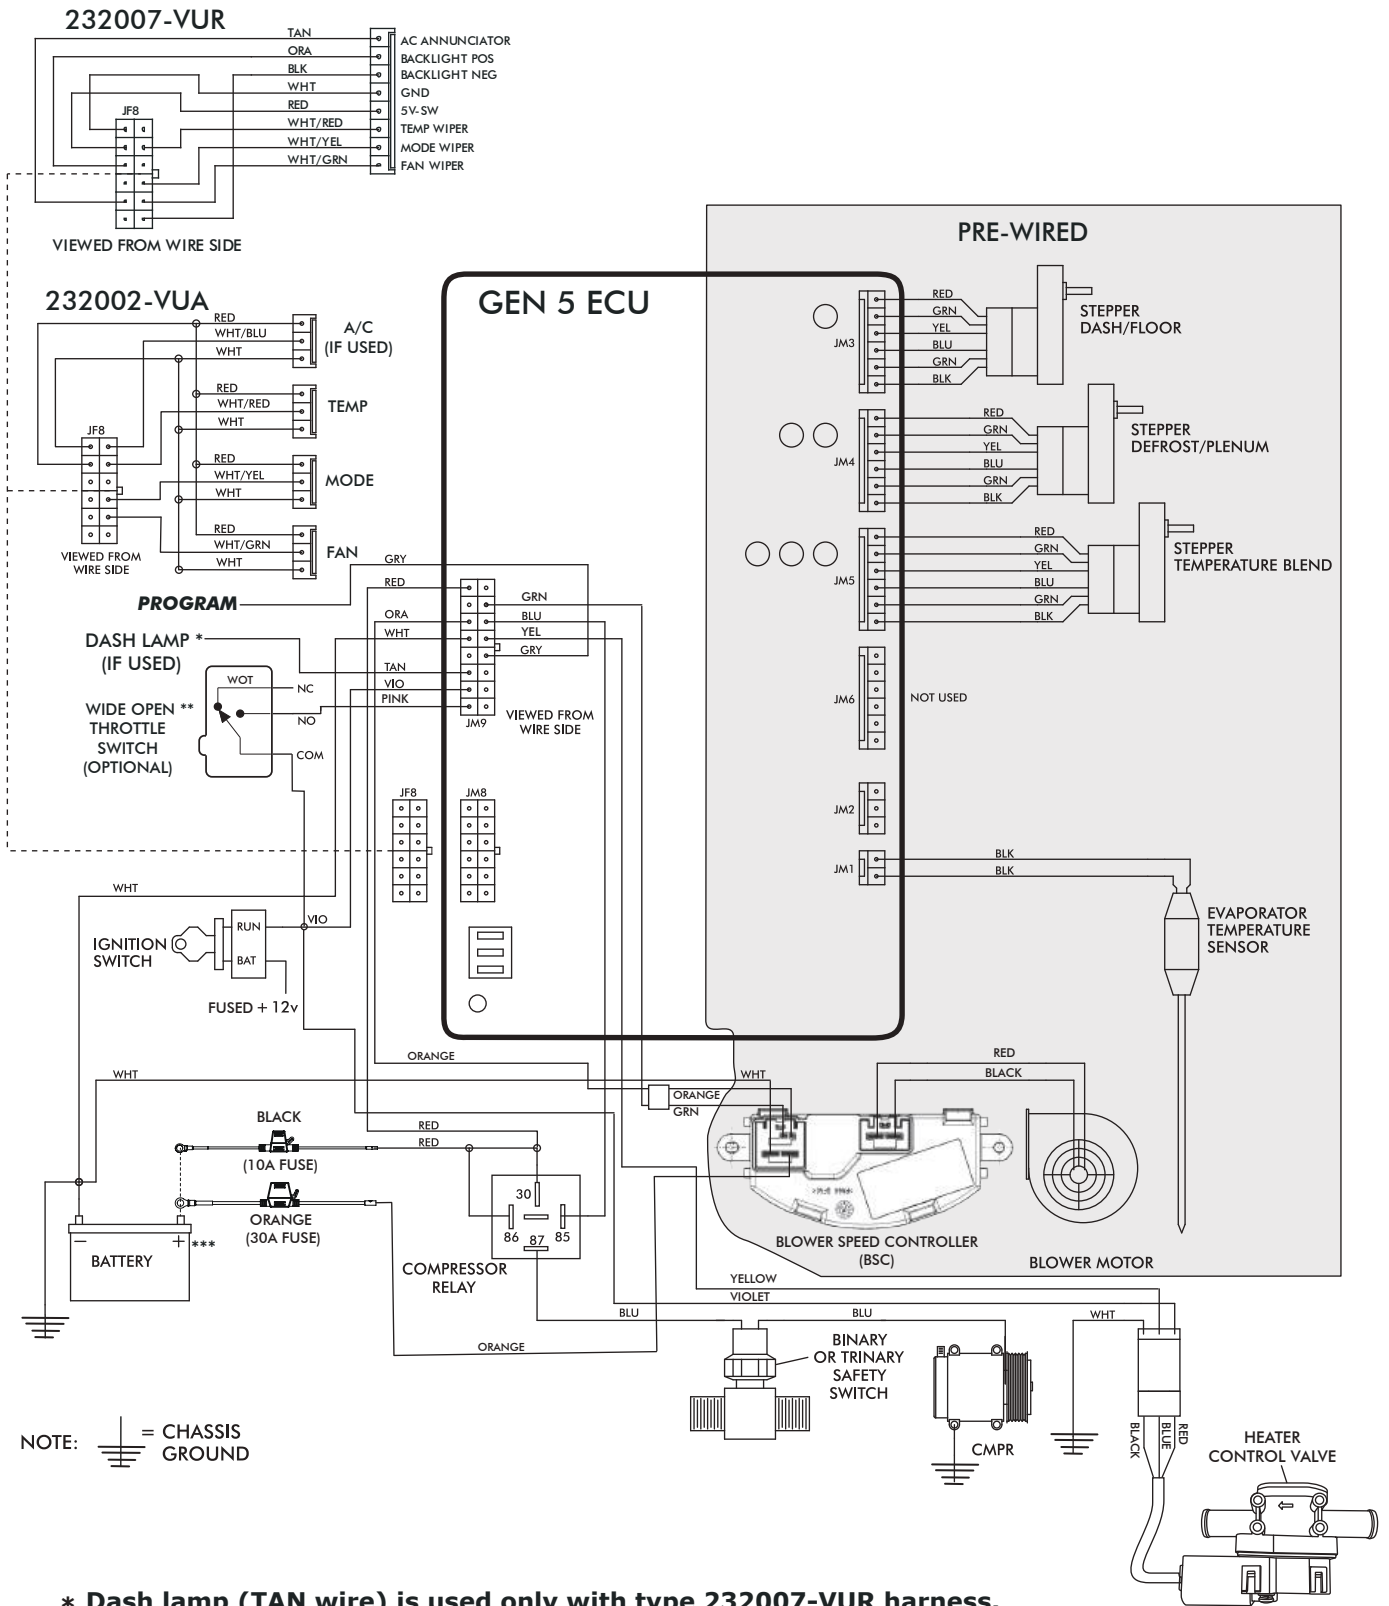 232007-VUR
TAN
ORA
BLK
WHT
RED
WHT/RED
WHT/YEL
WHT/GRN
AC ANNUNCIATOR
BACKLIGHT POS
BACKLIGHT NEG
GND
5V-SW
TEMP WIPER
MODE WIPER
FAN WIPER
JF8
VIEWED FROM WIRE SIDE
232002-VUA
RED
WHT/BLU
WHT
A/C
(IF USED)
RED
WHT/RED
WHT
TEMP
JF8
RED
WHT/YEL
WHT
MODE
RED
WHT/GRN
WHT
FAN
VIEWED FROM
WIRE SIDE
PROGRAM
DASH LAMP *
(IF USED)
WOT
NC
NO
COM
WIDE OPEN **
THROTTLE
SWITCH
(OPTIONAL)
GEN 5 ECU
GRY
RED
ORA
WHT
TAN
VIO
PINK
GRN
BLU
YEL
GRY
JM9
VIEWED FROM
WIRE SIDE
JF8
JM8
PRE-WIRED
JM3
RED
GRN
YEL
BLU
GRN
BLK
STEPPER
DASH/FLOOR
JM4
RED
GRN
YEL
BLU
GRN
BLK
STEPPER
DEFROST/PLENUM
JM5
RED
GRN
YEL
BLU
GRN
BLK
STEPPER
TEMPERATURE BLEND
JM6
NOT USED
JM2
JM1
BLK
BLK
EVAPORATOR
TEMPERATURE
SENSOR
WHT
IGNITION
SWITCH
RUN
BAT
VIO
FUSED + 12v
ORANGE
WHT
WHT
ORANGE
GRN
RED
BLACK
BLACK
(10A FUSE)
RED
RED
ORANGE
(30A FUSE)
30
86
87
85
COMPRESSOR
RELAY
BATTERY
- + ***
BLOWER SPEED CONTROLLER
(BSC)
BLOWER MOTOR
YELLOW
VIOLET
BLU
BLU
WHT
ORANGE
BINARY
OR TRINARY
SAFETY
SWITCH
CMPR
BLACK
BLUE
RED
HEATER
CONTROL VALVE
NOTE:
= CHASSIS
GROUND
* Dash lamp (TAN wire) is used only with type 232007-VUR harness.